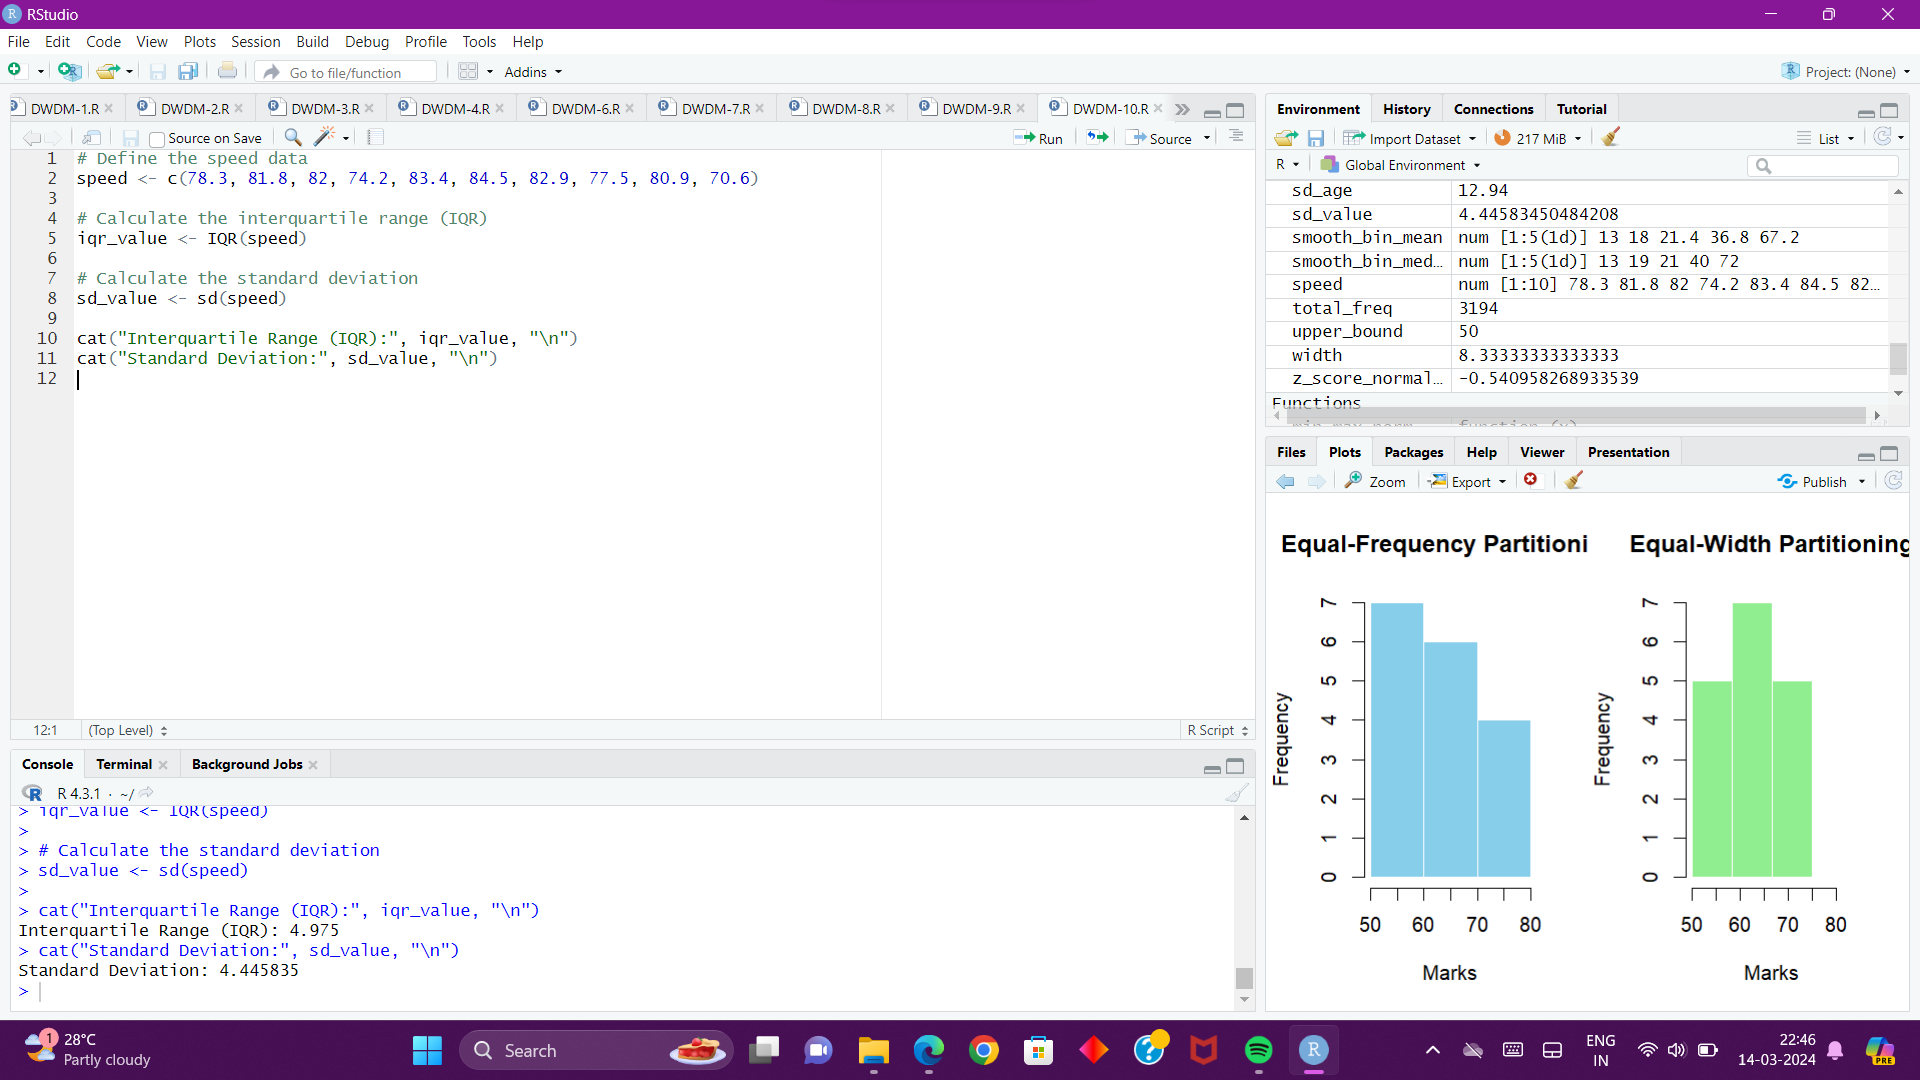 RStudio
File Edit Code View Plots Session Build Debug Profile Tools Help
Go to file/function Addins Project: (None)
DWDM-1.R DWDM-2.R DWDM-3.R DWDM-4.R DWDM-6.R DWDM-7.R DWDM-8.R DWDM-9.R DWDM-10.R
Source on Save Run Source
1 # Define the speed data
2 speed <- c(78.3, 81.8, 82, 74.2, 83.4, 84.5, 82.9, 77.5, 80.9, 70.6)
3
4 # Calculate the interquartile range (IQR)
5 iqr_value <- IQR(speed)
6
7 # Calculate the standard deviation
8 sd_value <- sd(speed)
9
10 cat("Interquartile Range (IQR):", iqr_value, "\n")
11 cat("Standard Deviation:", sd_value, "\n")
12
12:1 (Top Level) R Script
Console Terminal Background Jobs
R 4.3.1 · ~/
> iqr_value <- IQR(speed)
>
> # Calculate the standard deviation
> sd_value <- sd(speed)
>
> cat("Interquartile Range (IQR):", iqr_value, "\n")
Interquartile Range (IQR): 4.975
> cat("Standard Deviation:", sd_value, "\n")
Standard Deviation: 4.445835
>
Environment History Connections Tutorial
Import Dataset 217 MiB List
R Global Environment
sd_age 12.94
sd_value 4.44583450484208
smooth_bin_mean num [1:5(1d)] 13 18 21.4 36.8 67.2
smooth_bin_med… num [1:5(1d)] 13 19 21 40 72
speed num [1:10] 78.3 81.8 82 74.2 83.4 84.5 82…
total_freq 3194
upper_bound 50
width 8.33333333333333
z_score_normal… -0.540958268933539
Functions
Files Plots Packages Help Viewer Presentation
Zoom Export Publish
Equal-Frequency Partitioni
Frequency
7
6
5
4
3
2
1
0
50 60 70 80
Marks
Equal-Width Partitioning
Frequency
7
6
5
4
3
2
1
0
50 60 70 80
Marks
1
28°C
Partly cloudy
Search
ENG
IN
22:46
14-03-2024
PRE